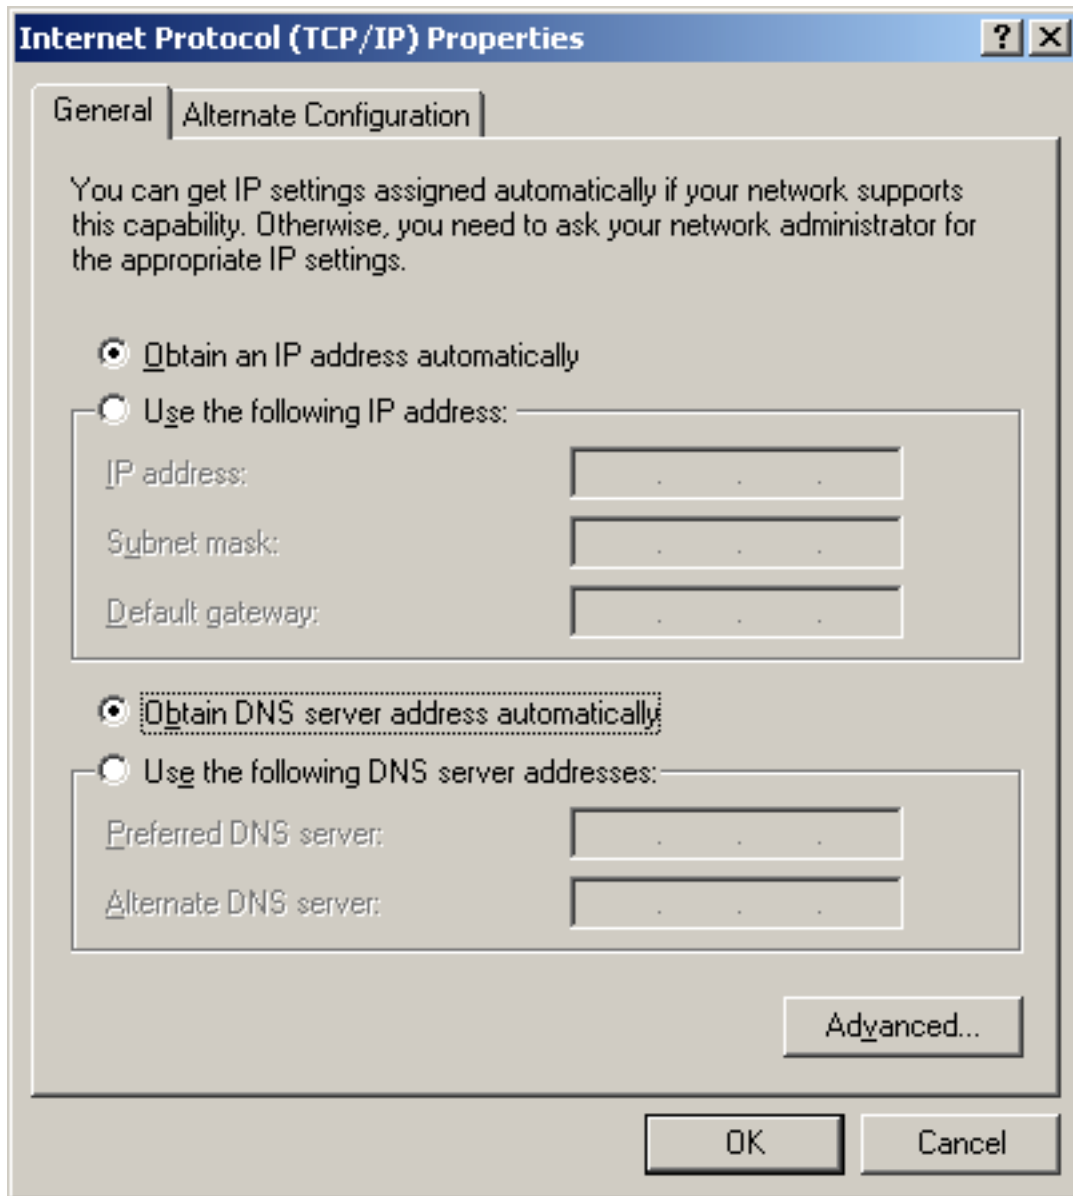 Internet Protocol (TCP/IP) Properties
General
Alternate Configuration
You can get IP settings assigned automatically if your network supports
this capability. Otherwise, you need to ask your network administrator for
the appropriate IP settings.
Obtain an IP address automatically
Use the following IP address:
IP address:
Subnet mask:
Default gateway:
Obtain DNS server address automatically
Use the following DNS server addresses:
Preferred DNS server:
Alternate DNS server:
Advanced...
OK
Cancel